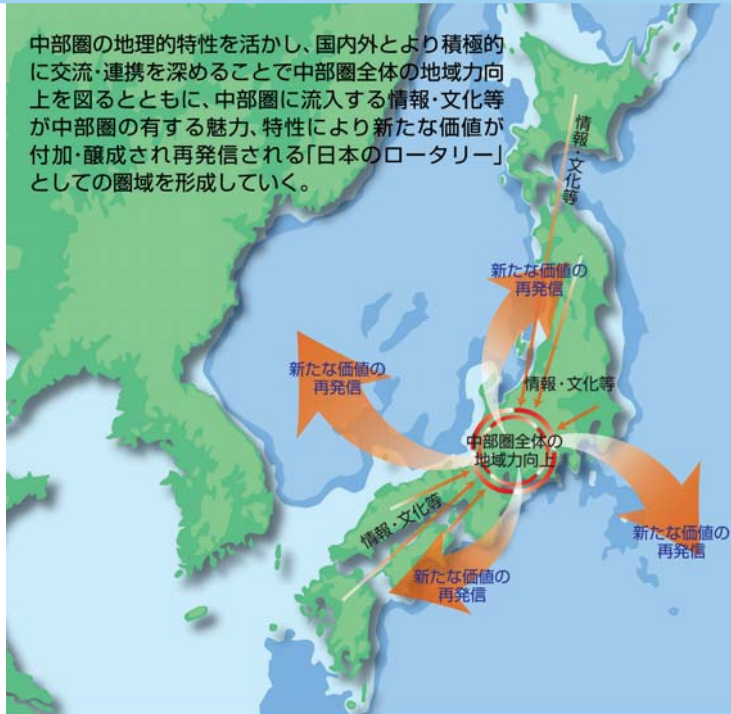 中部圏の地理的特性を活かし、国内外とより積極的
に交流・連携を深めることで中部圏全体の地域力向
上を図るとともに、中部圏に流入する情報・文化等
が中部圏の有する魅力、特性により新たな価値が
付加・醸成され再発信される「日本のロータリー」
としての圏域を形成していく。
情報・文化等
新たな価値の
再発信
新たな価値の
再発信
情報・文化等
中部圏全体の
地域力向上
情報・文化等
新たな価値の
再発信
新たな価値の
再発信